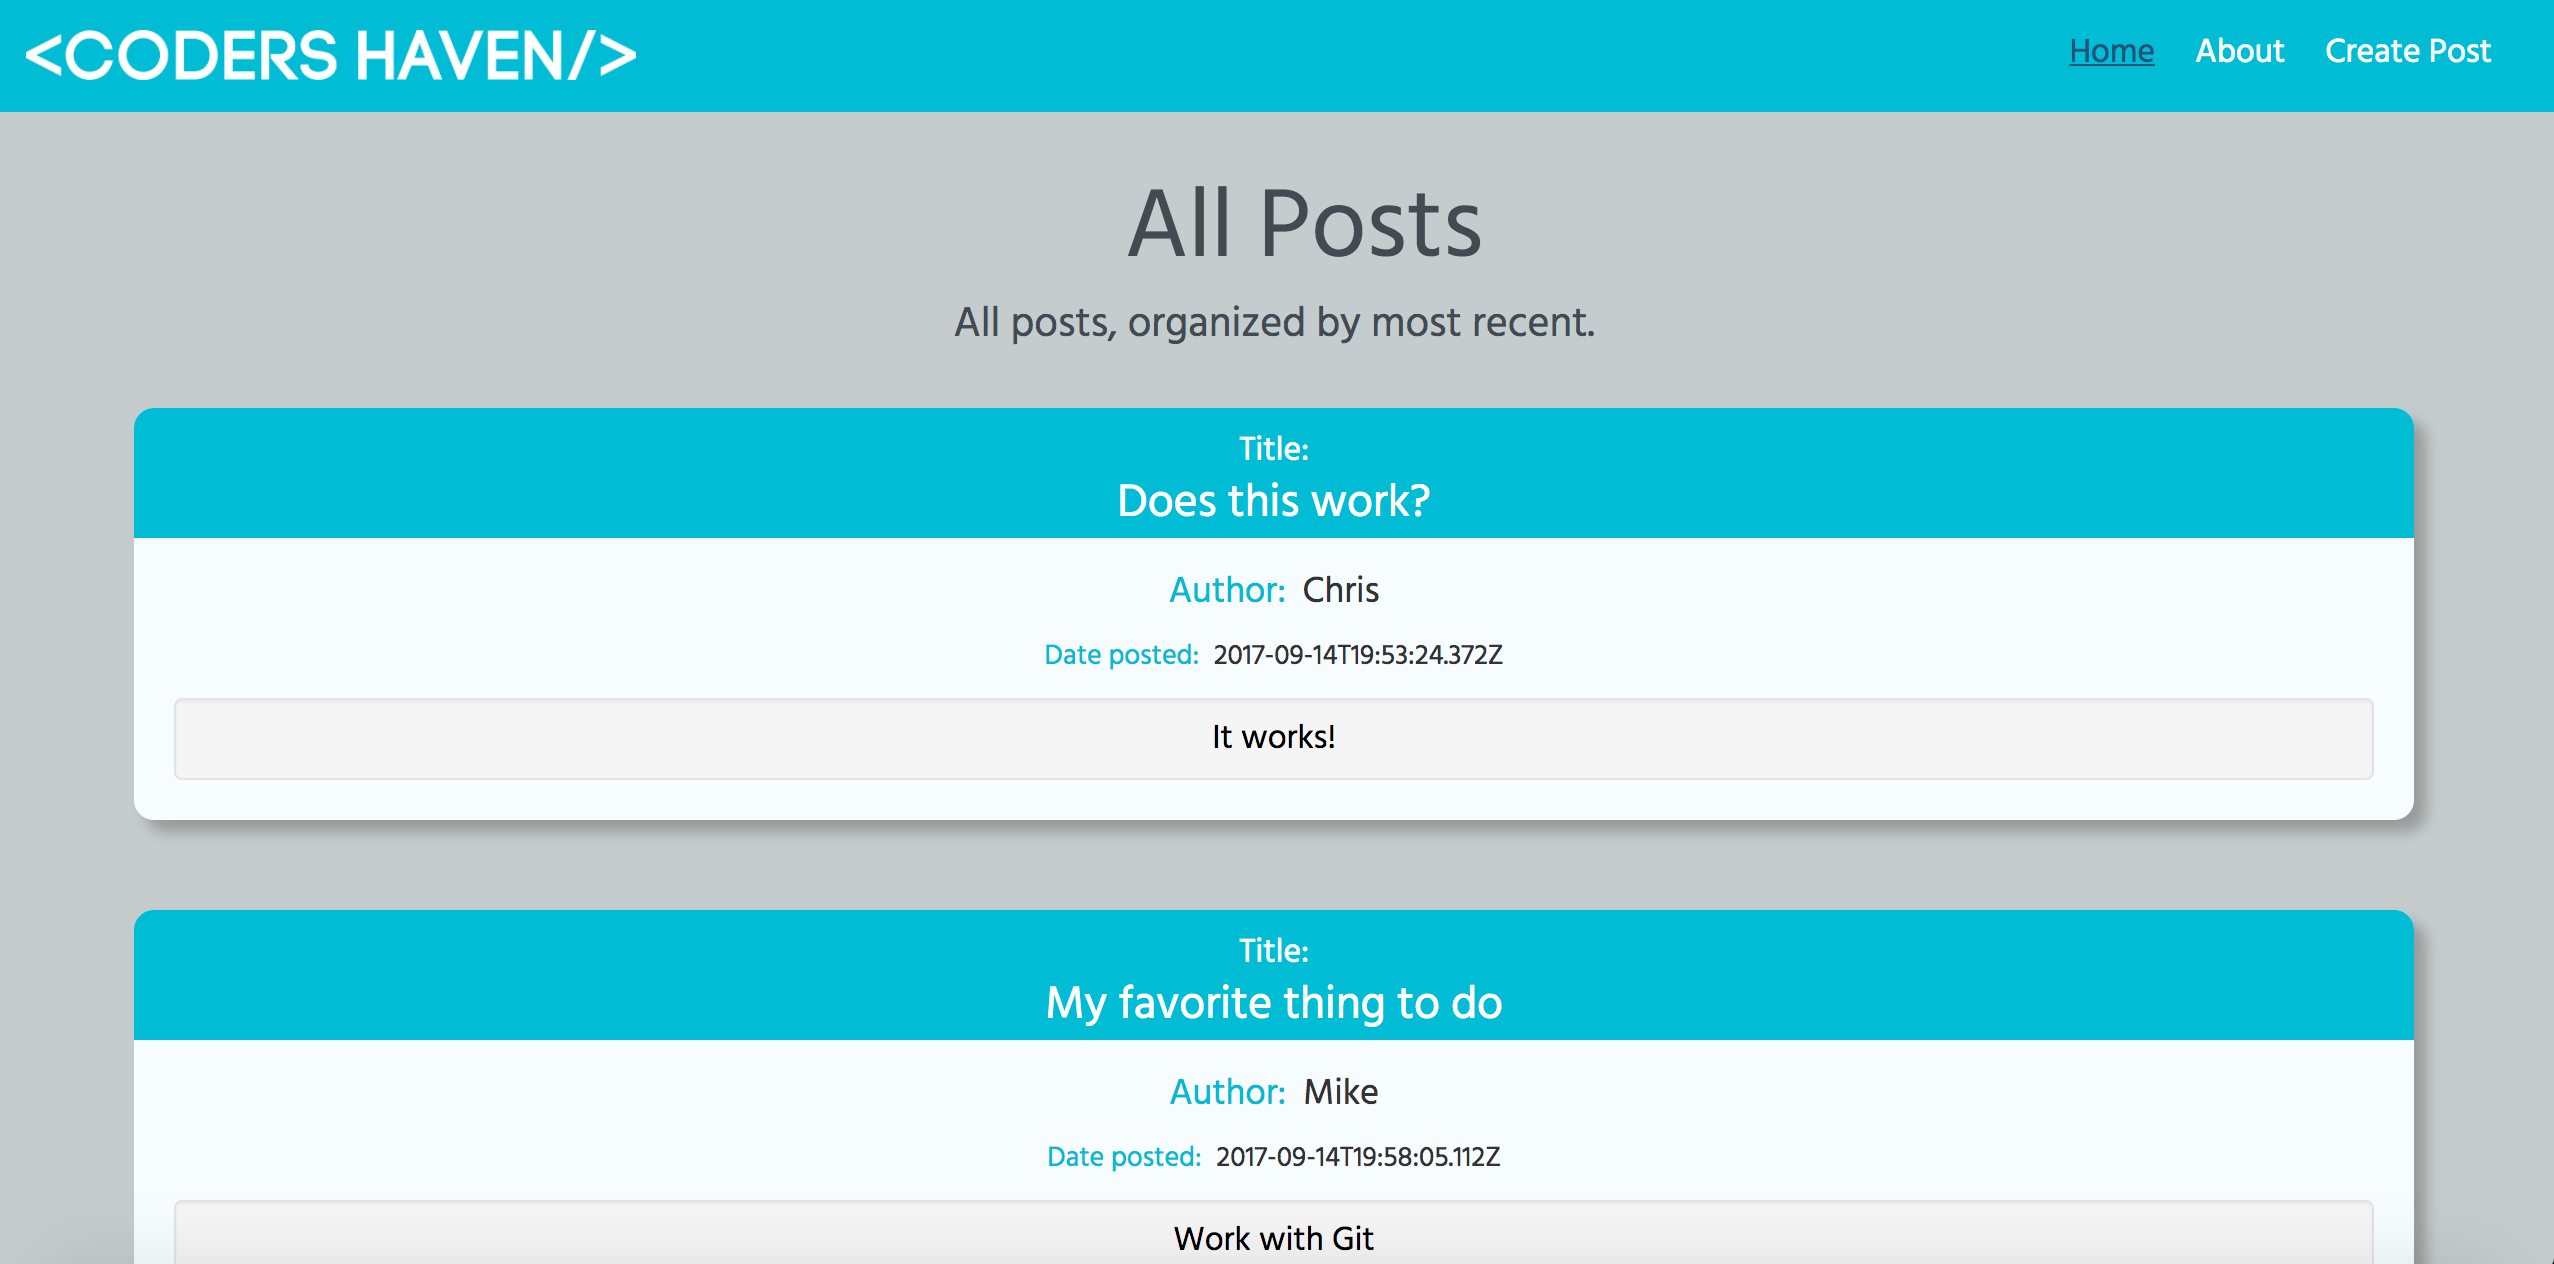 <CODERS HAVEN/>
Home About Create Post
All Posts
All posts, organized by most recent.
Title:
Does this work?
Author: Chris
Date posted: 2017-09-14T19:53:24.372Z
It works!
Title:
My favorite thing to do
Author: Mike
Date posted: 2017-09-14T19:58:05.112Z
Work with Git